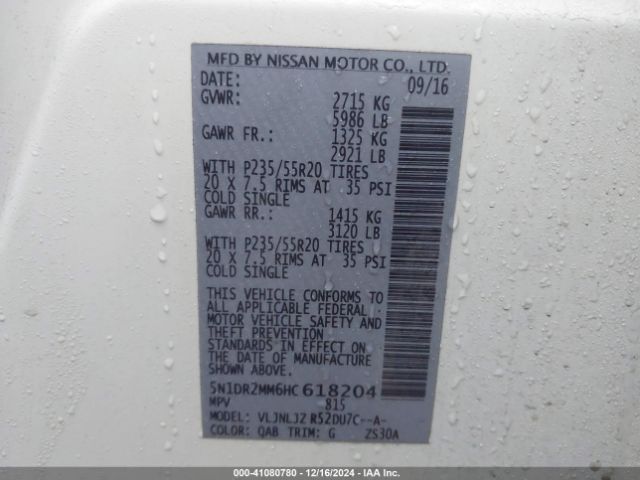 MFD BY NISSAN MOTOR CO., LTD.
DATE: 09/16
GVWR: 2715 KG
5986 LB
GAWR FR.: 1325 KG
2921 LB
WITH P235/55R20 TIRES
20 X 7.5 RIMS AT 35 PSI
COLD SINGLE
GAWR RR.: 1415 KG
3120 LB
WITH P235/55R20 TIRES
20 X 7.5 RIMS AT 35 PSI
COLD SINGLE
THIS VEHICLE CONFORMS TO
ALL APPLICABLE FEDERAL
MOTOR VEHICLE SAFETY AND
THEFT PREVENTION
STANDARDS IN EFFECT ON
THE DATE OF MANUFACTURE
SHOWN ABOVE.
5N1DR2MM6HC618204
MPV 815
MODEL: VLJNLJZ R52DU7C--A-
COLOR: QAB TRIM: G ZS30A
000-41080780 - 12/16/2024 - IAAI.com